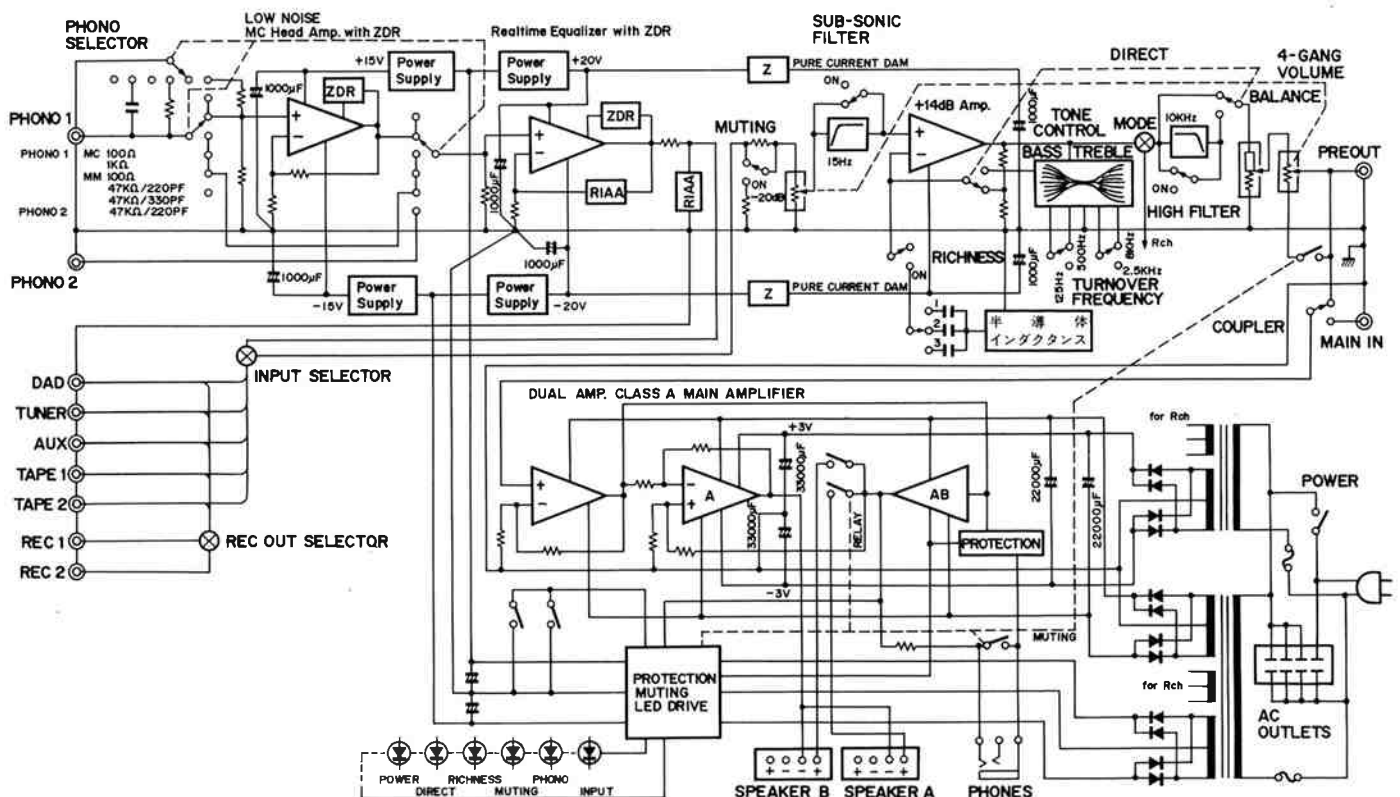 PHONO
SELECTOR
LOW NOISE
MC Head Amp. with ZDR
Realtime Equalizer with ZDR
SUB-SONIC
FILTER
DIRECT
4-GANG
VOLUME
BALANCE
+15V
Power
Supply
Power
Supply
+20V
Z
PURE CURRENT DAM
1000μF
ZDR
1000μF
ZDR
ON
+14dB Amp.
1000μF
TONE
CONTROL
MODE
10KHz
PREOUT
PHONO 1
PHONO 1
MC 100Ω
1KΩ
MM 100Ω
47KΩ/220PF
47KΩ/330PF
47KΩ/220PF
PHONO 2
PHONO 2
+
−
+
−
RIAA
RIAA
MUTING
ON
−20dB
15Hz
+
−
BASS TREBLE
ON
HIGH FILTER
Rch
1000μF
1000μF
1000μF
RICHNESS
ON
1000μF
500Hz
8KHz
125Hz
2.5KHz
TURNOVER
FREQUENCY
−15V
Power
Supply
Power
Supply
−20V
Z
PURE CURRENT DAM
1
2
3
半導体
インダクタンス
COUPLER
MAIN IN
INPUT SELECTOR
DAD
TUNER
AUX
TAPE 1
TAPE 2
REC 1
REC 2
REC OUT SELECTOR
DUAL AMP. CLASS A MAIN AMPLIFIER
+3V
33000μF
33000μF
−3V
+
−
A
−
+
AB
RELAY
PROTECTION
22000μF
22000μF
for Rch
POWER
MUTING
for Rch
AC
OUTLETS
PROTECTION
MUTING
LED DRIVE
POWER
DIRECT
RICHNESS
MUTING
PHONO
INPUT
+ − − +
SPEAKER B
+ − − +
SPEAKER A
PHONES